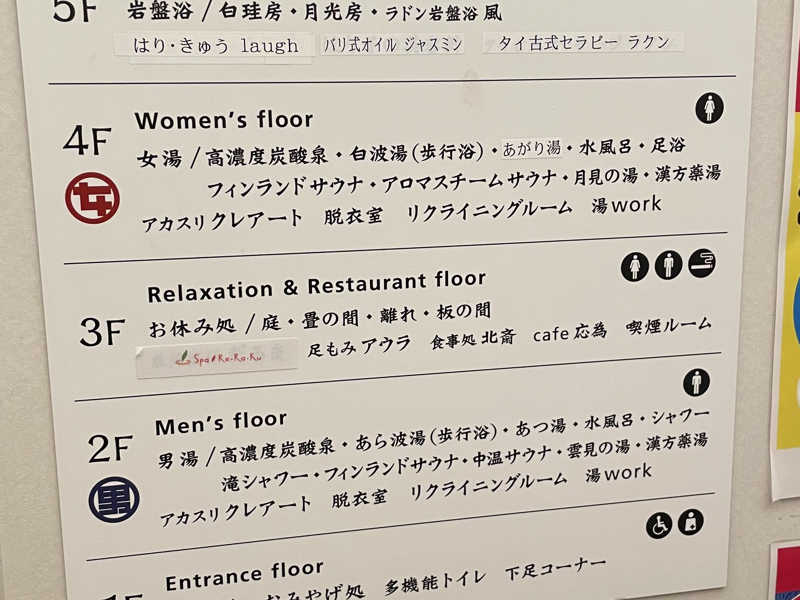 5F 岩盤浴 / 白珪房・月光房・ラドン岩盤浴 風
はり・きゅう laugh バリ式オイル ジャスミン タイ古式セラピー ラクン
4F Women's floor
女湯 / 高濃度炭酸泉・白波湯(歩行浴)・あがり湯・水風呂・足浴
フィンランドサウナ・アロマスチームサウナ・月見の湯・漢方薬湯
女
アカスリクレアート 脱衣室 リクライニングルーム 湯work
Relaxation & Restaurant floor
3F お休み処 / 庭・畳の間・離れ・板の間
Spa Re.Ra.Ku 足もみ アウラ 食事処 北斎 cafe 応為 喫煙ルーム
2F Men's floor
男湯 / 高濃度炭酸泉・あら波湯(歩行浴)・あつ湯・水風呂・シャワー
滝シャワー・フィンランドサウナ・中温サウナ・雲見の湯・漢方薬湯
男
アカスリクレアート 脱衣室 リクライニングルーム 湯work
Entrance floor
おみやげ処 多機能トイレ 下足コーナー